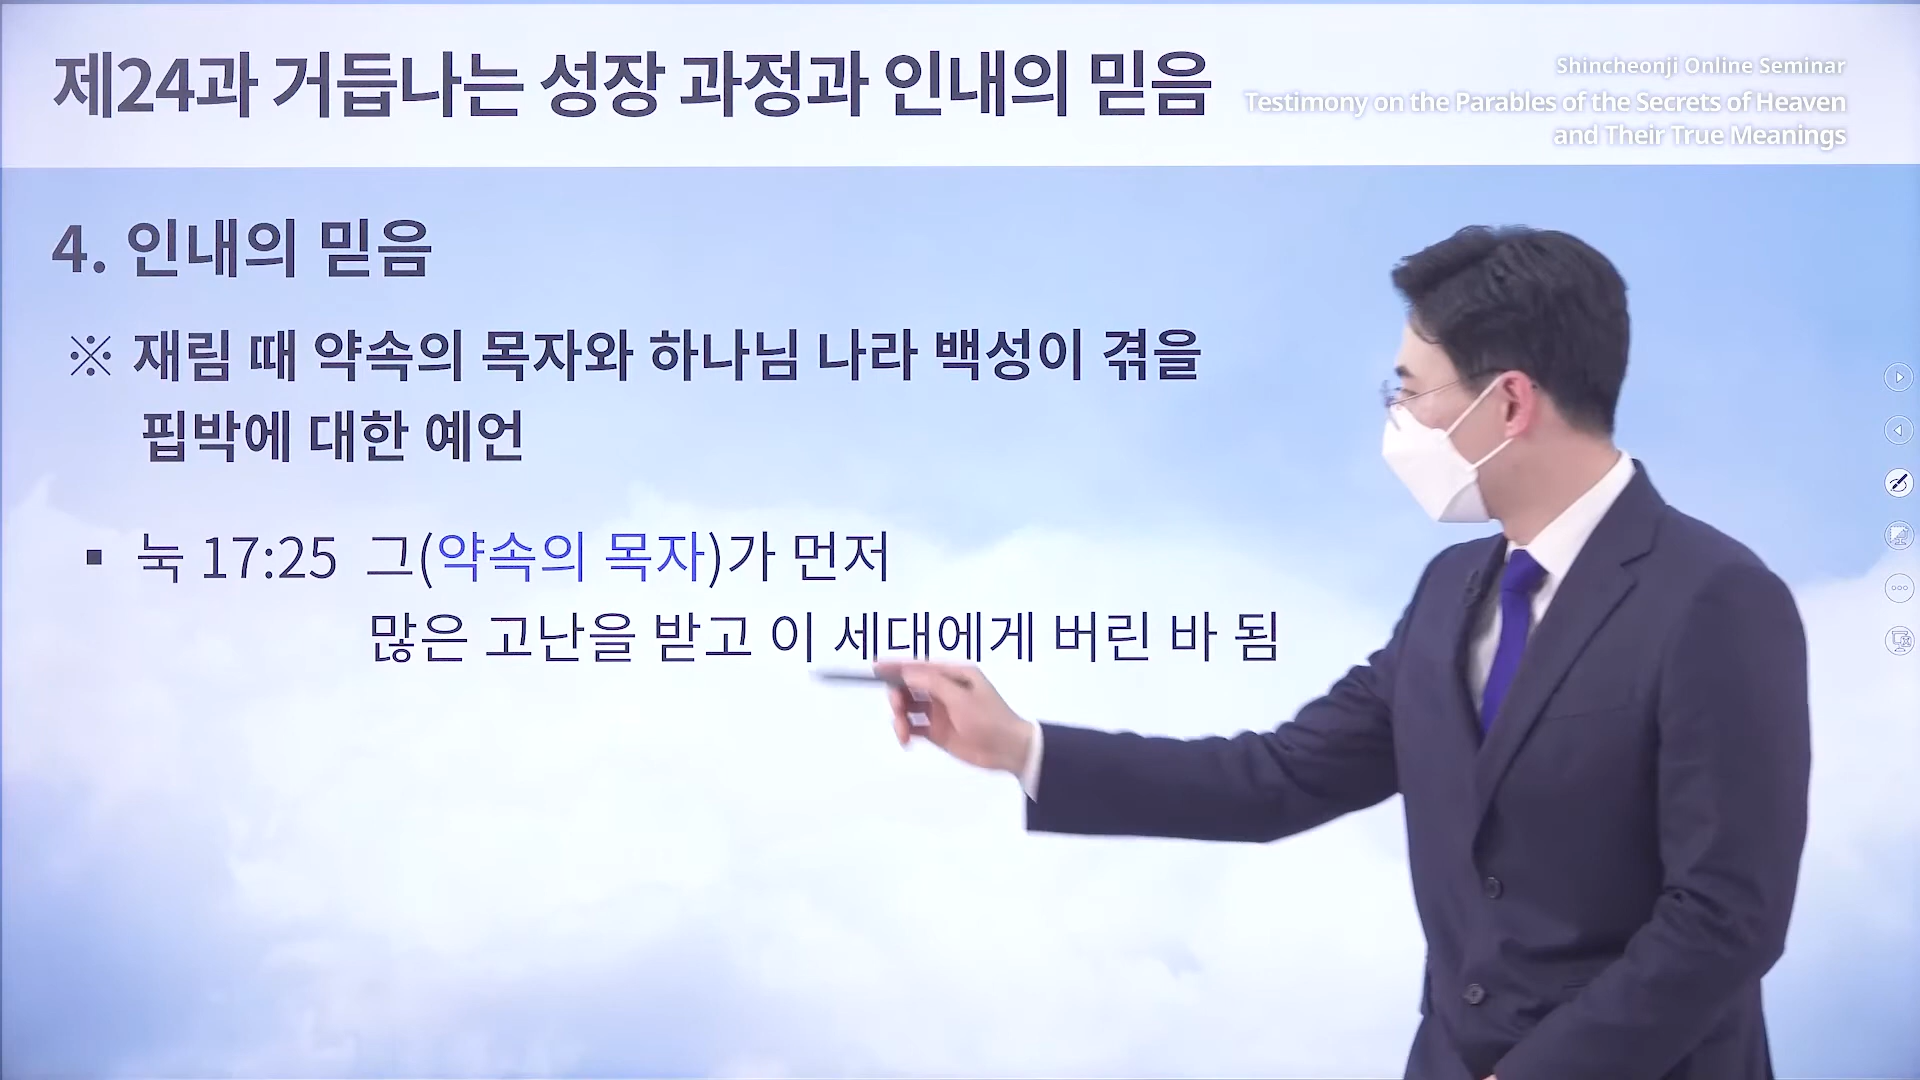 제24과 거듭나는 성장 과정과 인내의 믿음
Shincheonji Online Seminar
Testimony on the Parables of the Secrets of Heaven
and Their True Meanings
4. 인내의 믿음
※ 재림 때 약속의 목자와 하나님 나라 백성이 겪을
핍박에 대한 예언
▪ 눅 17:25 그(약속의 목자)가 먼저
많은 고난을 받고 이 세대에게 버린 바 됨